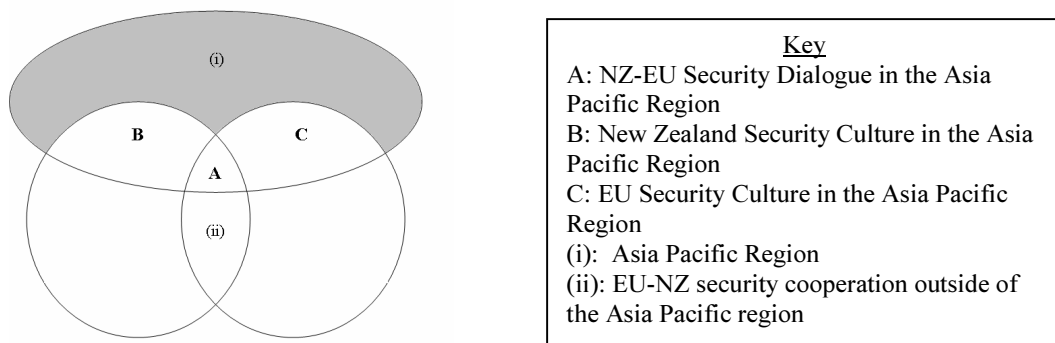 (i)
B
C
A
(ii)
Key
A: NZ-EU Security Dialogue in the Asia
Pacific Region
B: New Zealand Security Culture in the Asia
Pacific Region
C: EU Security Culture in the Asia Pacific
Region
(i): Asia Pacific Region
(ii): EU-NZ security cooperation outside of
the Asia Pacific region